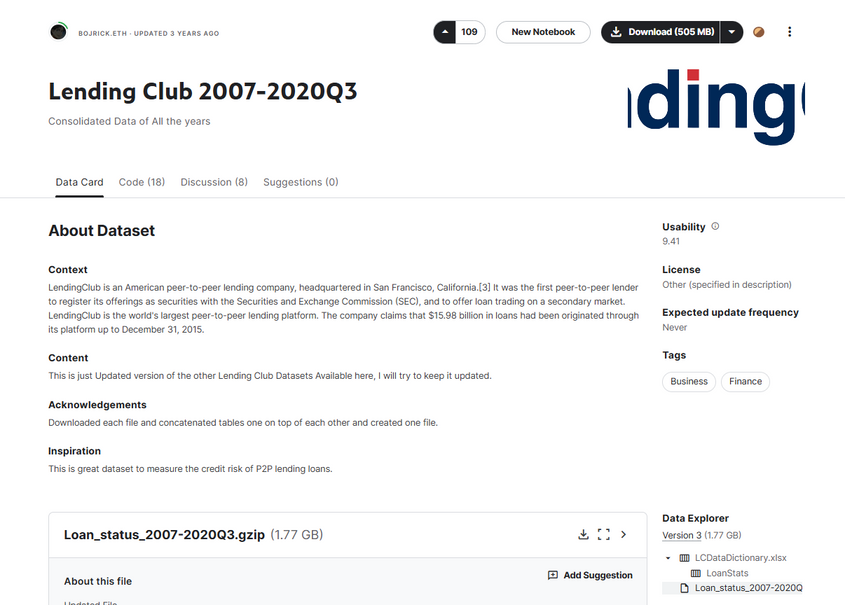 BOJRICK.ETH · UPDATED 3 YEARS AGO
109
New Notebook
Download (505 MB)
Lending Club 2007-2020Q3
Consolidated Data of All the years
ding
Data Card
Code (18)
Discussion (8)
Suggestions (0)
About Dataset
Context
LendingClub is an American peer-to-peer lending company, headquartered in San Francisco, California.[3] It was the first peer-to-peer lender
to register its offerings as securities with the Securities and Exchange Commission (SEC), and to offer loan trading on a secondary market.
LendingClub is the world's largest peer-to-peer lending platform. The company claims that $15.98 billion in loans had been originated through
its platform up to December 31, 2015.
Content
This is just Updated version of the other Lending Club Datasets Available here, I will try to keep it updated.
Acknowledgements
Downloaded each file and concatenated tables one on top of each other and created one file.
Inspiration
This is great dataset to measure the credit risk of P2P lending loans.
Usability
9.41
License
Other (specified in description)
Expected update frequency
Never
Tags
Business
Finance
Loan_status_2007-2020Q3.gzip (1.77 GB)
About this file
Add Suggestion
Updated File
Data Explorer
Version 3 (1.77 GB)
LCDataDictionary.xlsx
LoanStats
Loan_status_2007-2020Q